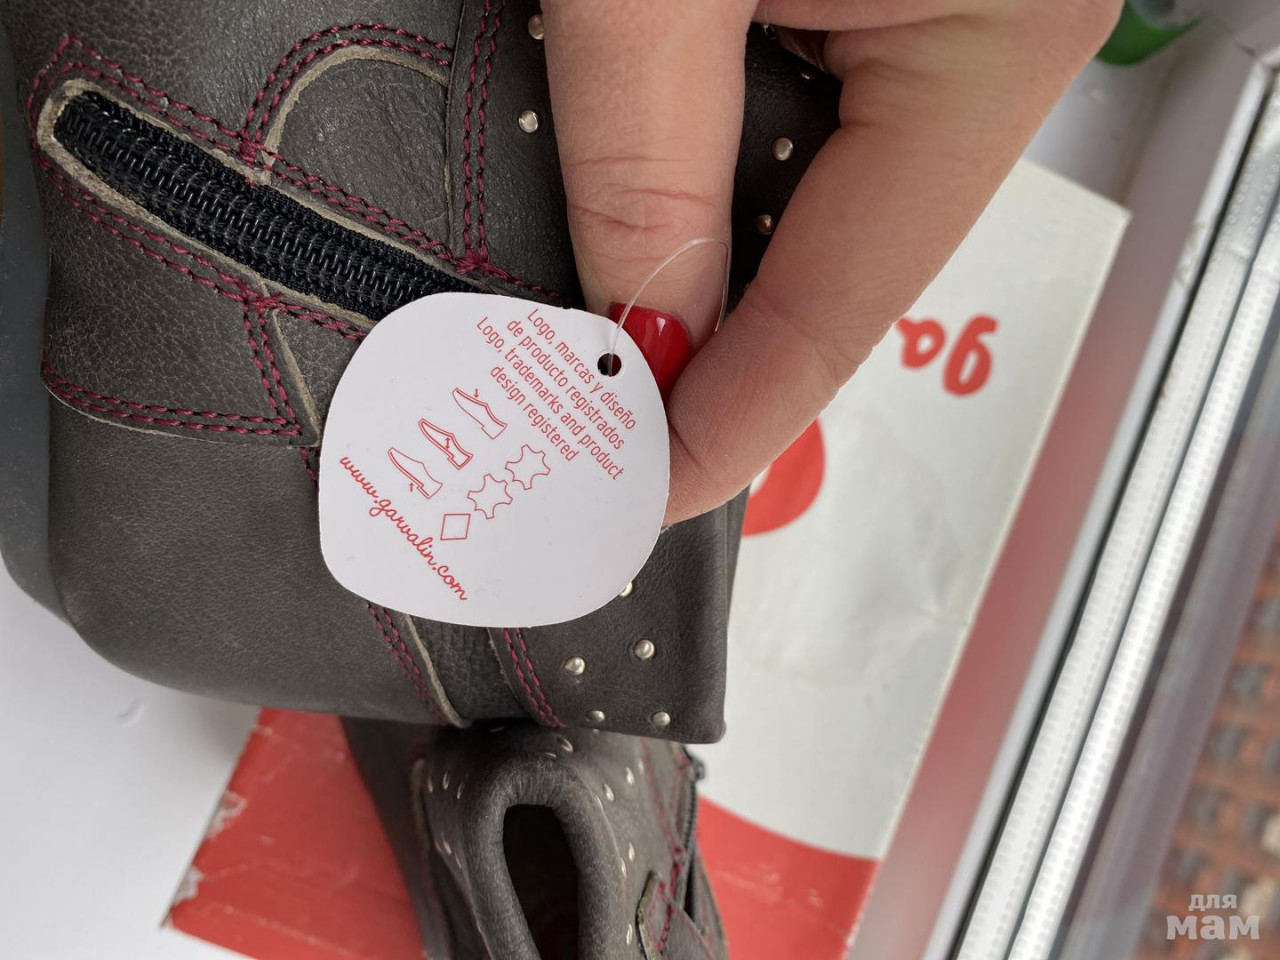 Logo, marcas y diseño
de producto registrados
Logo, trademarks and product
design registered
www.garvalin.com
ga
для
мам